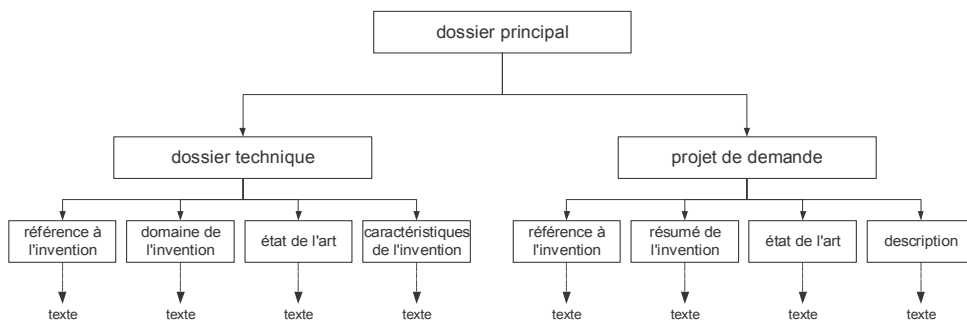 dossier principal
dossier technique
projet de demande
référence à
l'invention
domaine de
l'invention
état de l'art
caractéristiques
de l'invention
référence à
l'invention
résumé de
l'invention
état de l'art
description
texte
texte
texte
texte
texte
texte
texte
texte